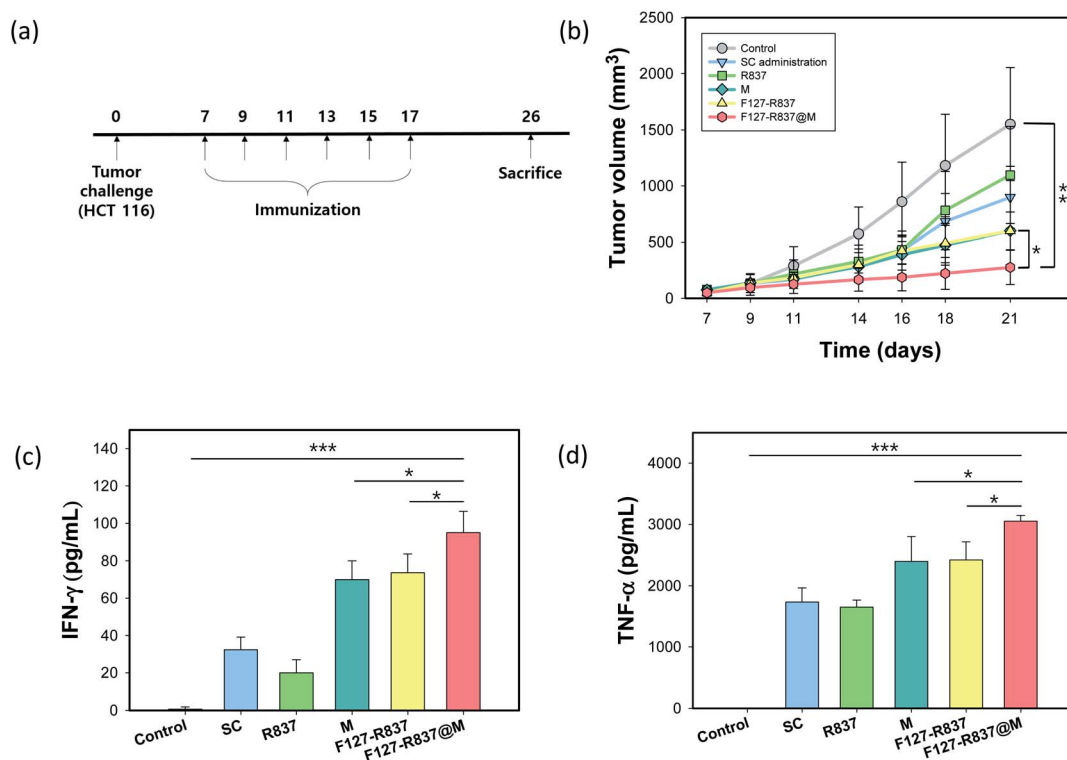 (a)
0 7 9 11 13 15 17 26
Tumor
challenge
(HCT 116)
Immunization
Sacrifice
(b)
Tumor volume (mm³)
2500
2000
1500
1000
500
0
Control
SC administration
R837
M
F127-R837
F127-R837@M
**
*
7 9 11 14 16 18 21
Time (days)
(c)
IFN-γ (pg/mL)
140
120
100
80
60
40
20
0
***
*
*
Control SC R837 M F127-R837 F127-R837@M
(d)
TNF-α (pg/mL)
4000
3000
2000
1000
0
***
*
*
Control SC R837 M F127-R837 F127-R837@M